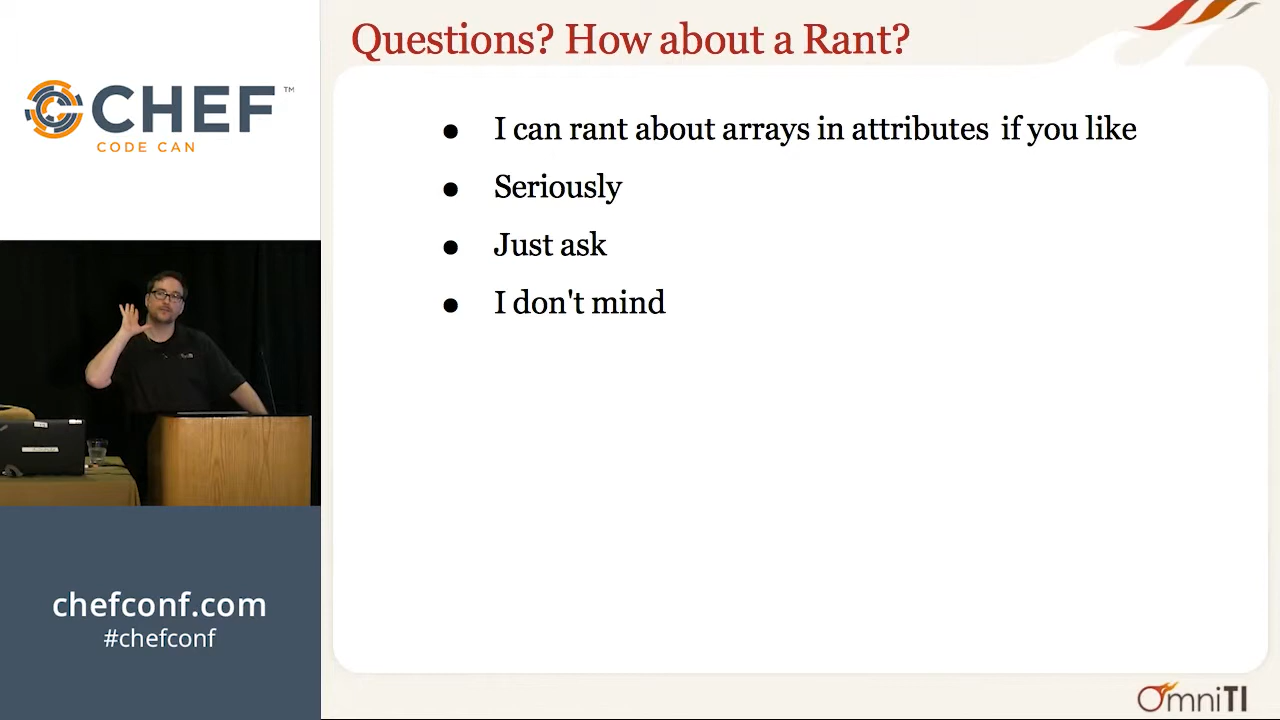 Questions? How about a Rant?
CHEF™
CODE CAN
● I can rant about arrays in attributes if you like
● Seriously
● Just ask
● I don't mind
chefconf.com
#chefconf
OmniTI